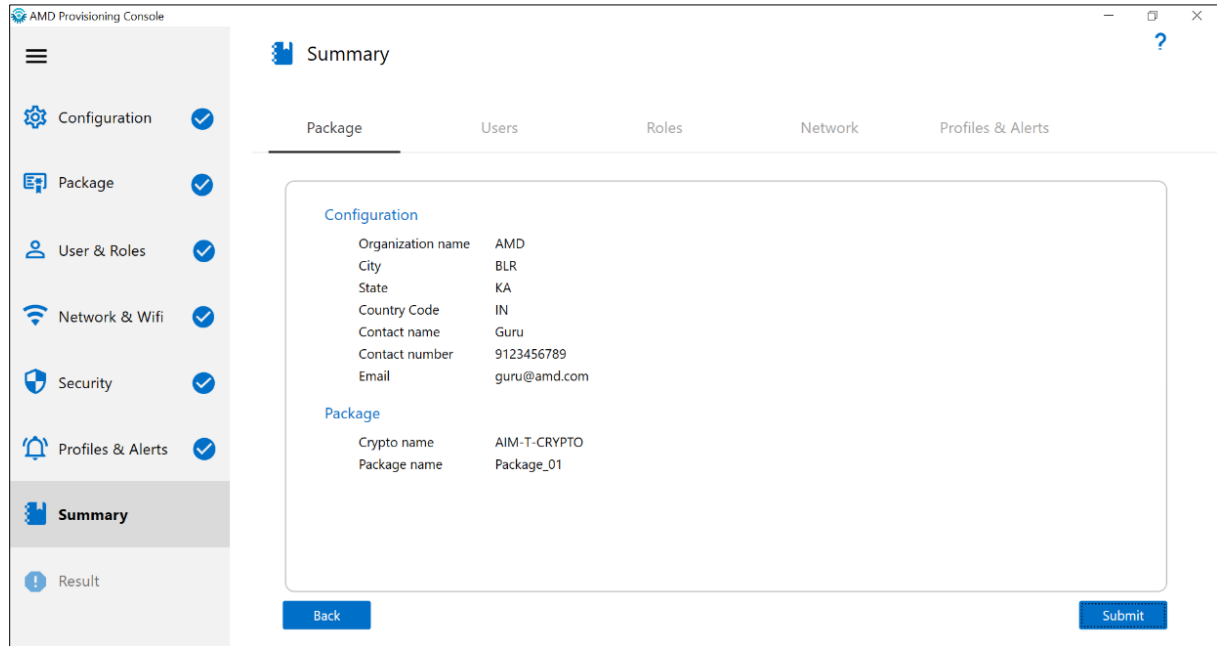 AMD Provisioning Console
Summary
?
Configuration
Package
User & Roles
Network & Wifi
Security
Profiles & Alerts
Summary
Result
Package Users Roles Network Profiles & Alerts
Configuration
Organization name AMD
City BLR
State KA
Country Code IN
Contact name Guru
Contact number 9123456789
Email guru@amd.com
Package
Crypto name AIM-T-CRYPTO
Package name Package_01
Back Submit